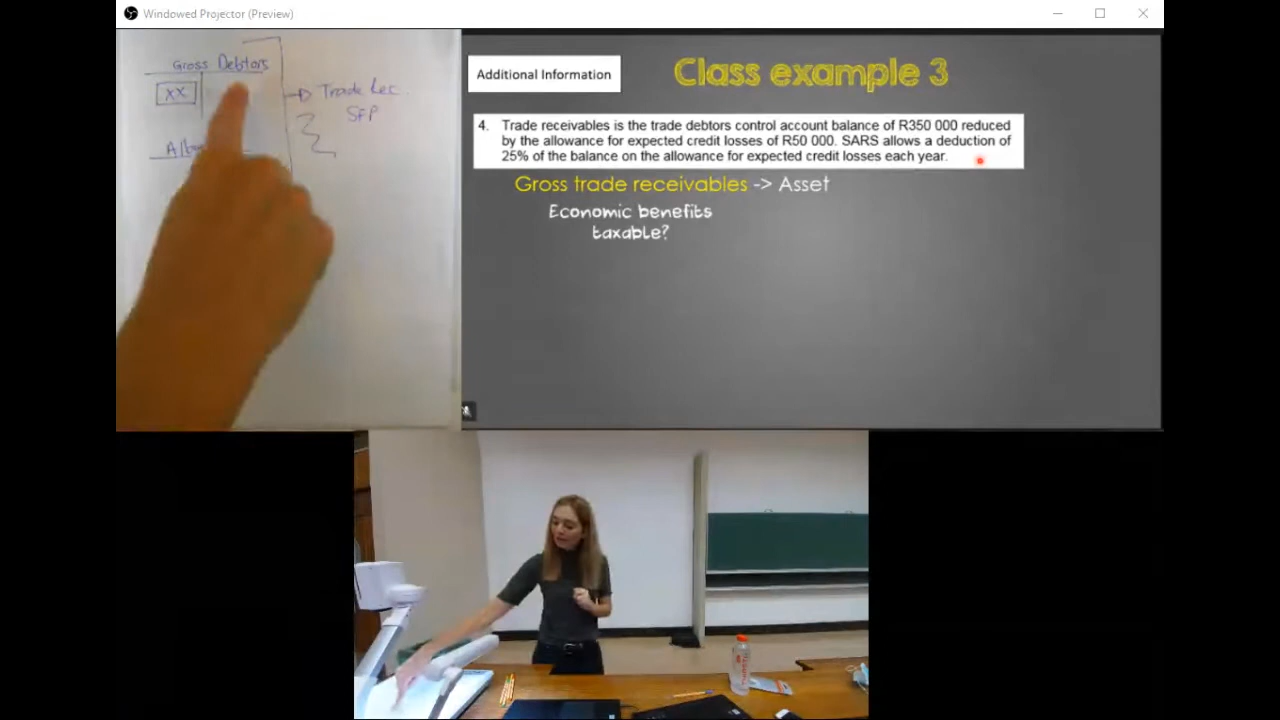 Windowed Projector (Preview)
Gross Debtors
XX
Trade Rec.
SFP
Additional Information
Class example 3
4. Trade receivables is the trade debtors control account balance of R350 000 reduced
by the allowance for expected credit losses of R50 000. SARS allows a deduction of
25% of the balance on the allowance for expected credit losses each year.
Gross trade receivables -> Asset
Economic benefits
taxable?